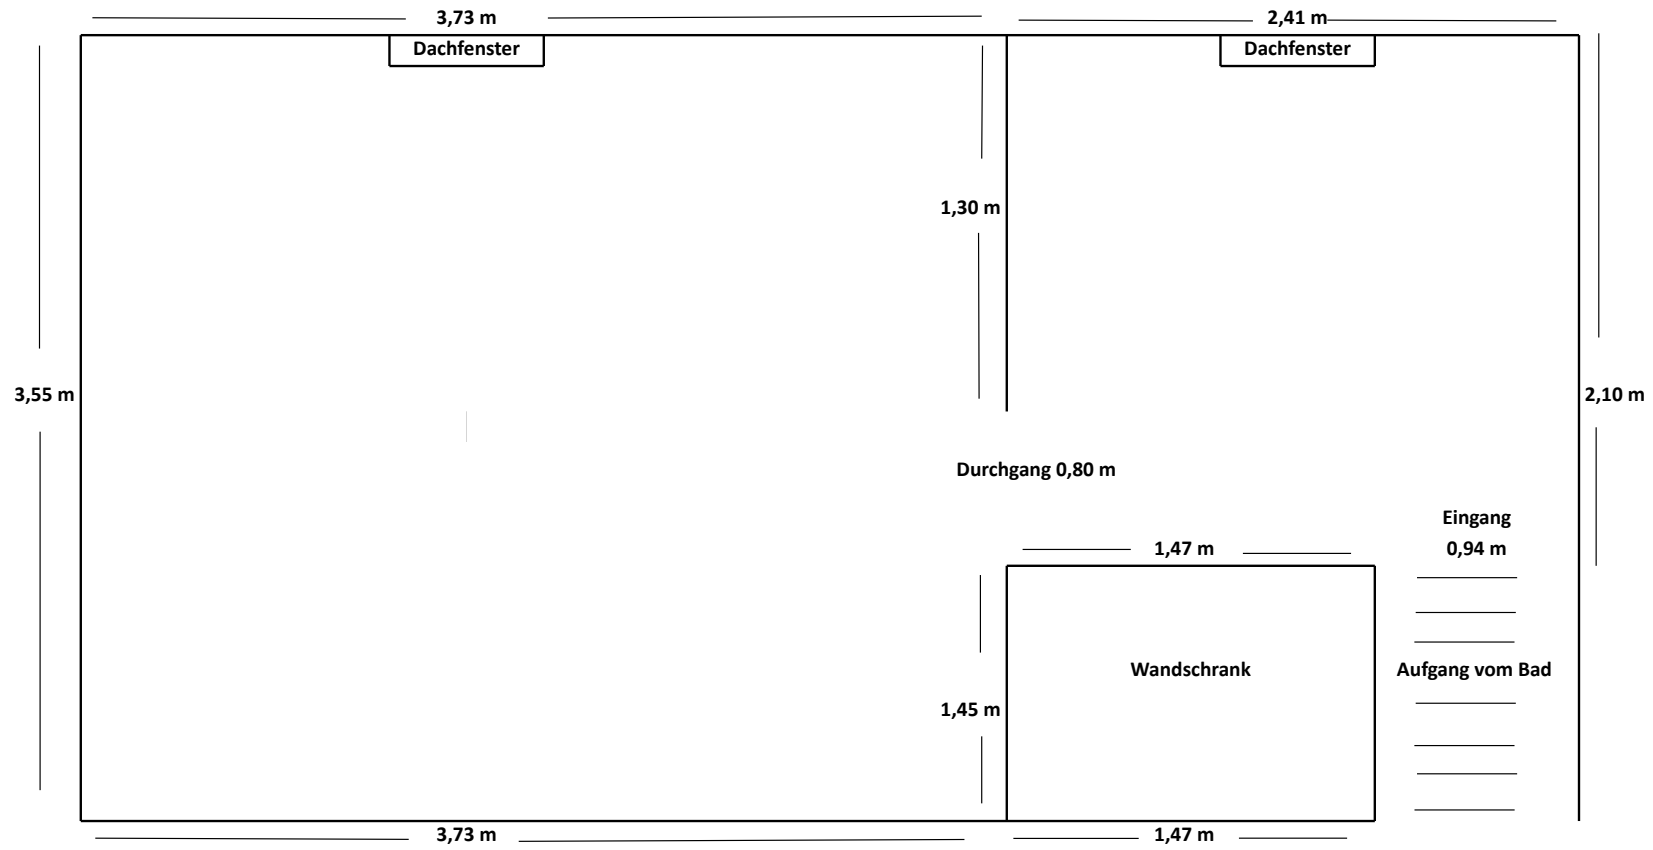 3,73 m
2,41 m
Dachfenster
Dachfenster
1,30 m
3,55 m
2,10 m
Durchgang 0,80 m
Eingang
0,94 m
1,47 m
Wandschrank
Aufgang vom Bad
1,45 m
3,73 m
1,47 m